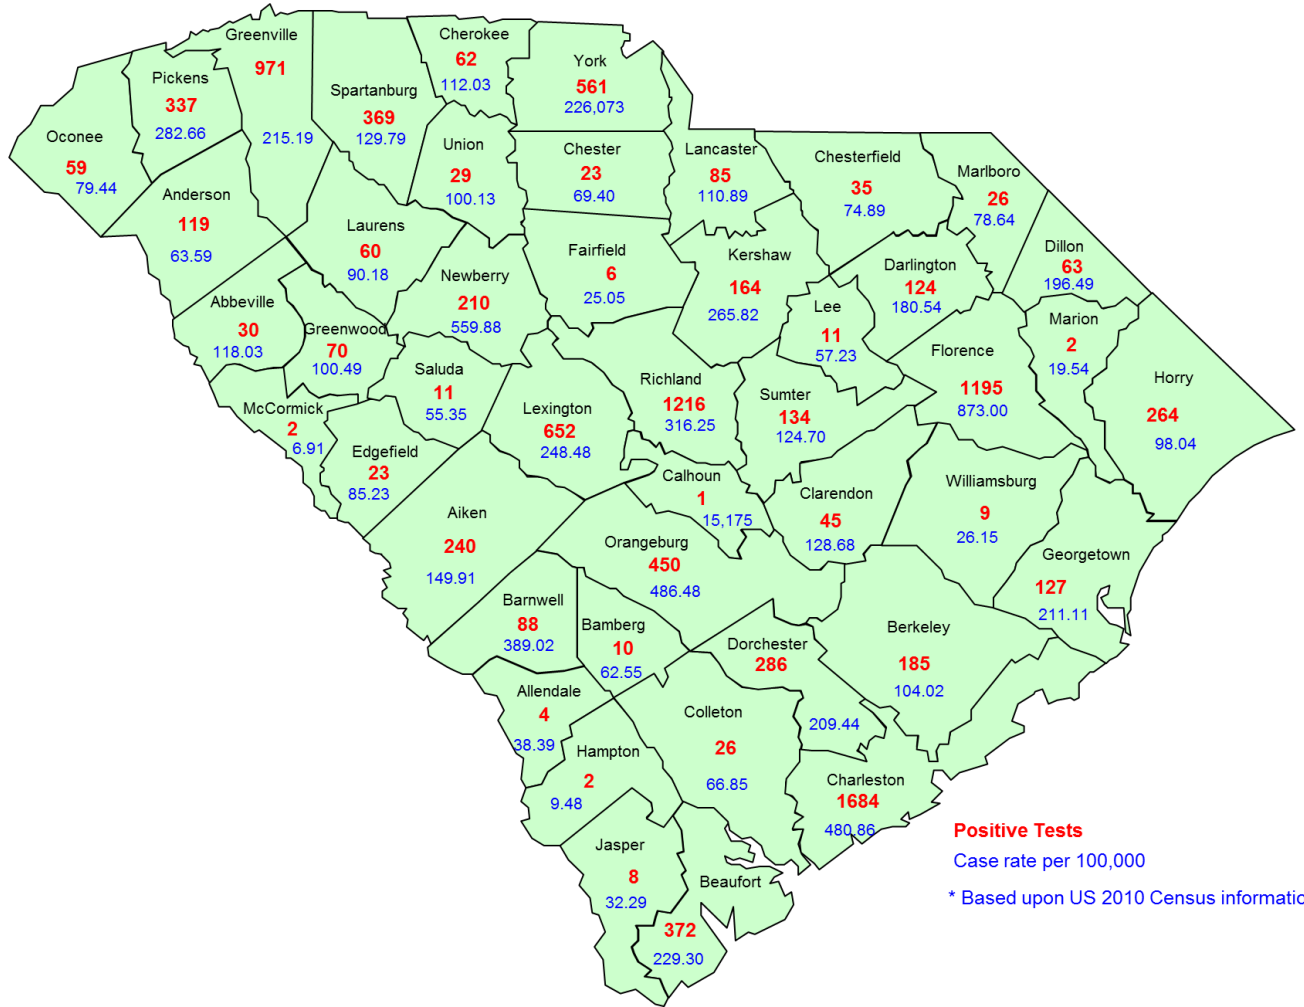 Greenville
971
215.19
Cherokee
62
112.03
York
561
226,073
Pickens
337
282.66
Spartanburg
369
129.79
Oconee
59
79.44
Union
29
100.13
Chester
23
69.40
Lancaster
85
110.89
Chesterfield
35
74.89
Marlboro
26
78.64
Anderson
119
63.59
Laurens
60
90.18
Fairfield
6
25.05
Kershaw
164
265.82
Darlington
124
180.54
Dillon
63
196.49
Newberry
210
559.88
Abbeville
30
118.03
Greenwood
70
100.49
Lee
11
57.23
Marion
2
19.54
Florence
1195
873.00
Horry
264
98.04
Saluda
11
55.35
Richland
1216
316.25
Sumter
134
124.70
McCormick
2
6.91
Lexington
652
248.48
Edgefield
23
85.23
Calhoun
1
15,175
Clarendon
45
128.68
Williamsburg
9
26.15
Aiken
240
149.91
Orangeburg
450
486.48
Georgetown
127
211.11
Barnwell
88
389.02
Bamberg
10
62.55
Dorchester
286
209.44
Berkeley
185
104.02
Allendale
4
38.39
Colleton
26
66.85
Hampton
2
9.48
Charleston
1684
480.86
Jasper
8
32.29
Beaufort
372
229.30
Positive Tests
Case rate per 100,000
* Based upon US 2010 Census informatio